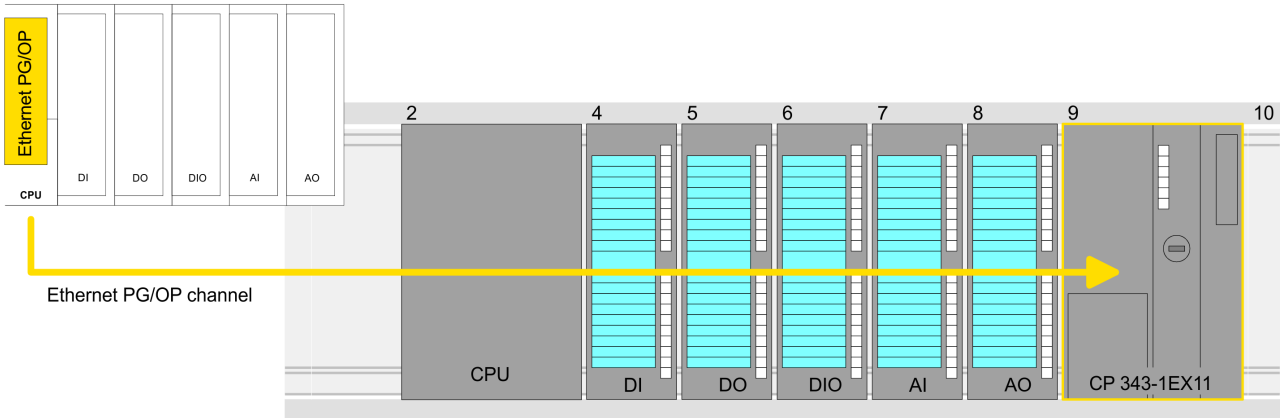 Ethernet PG/OP
DI
DO
DIO
AI
AO
CPU
Ethernet PG/OP channel
2
4
5
6
7
8
9
10
CPU
DI
DO
DIO
AI
AO
CP 343-1EX11